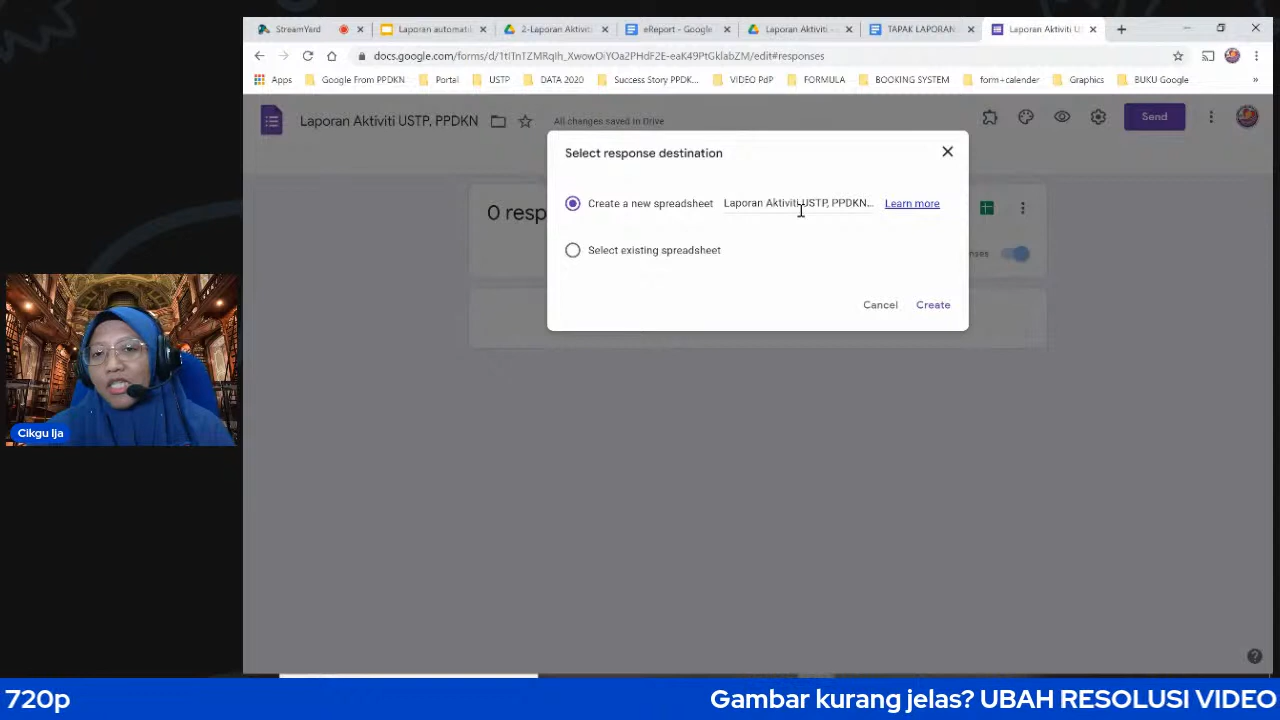 StreamYard
Laporan automati
2-Laporan Aktiviti
eReport - Google
Laporan Aktiviti -
TAPAK LAPORAN
Laporan Aktiviti U
docs.google.com/forms/d/
/edit#responses
Apps
Google From PPDKN
Portal
USTP
DATA 2020
Success Story PPDK...
VIDEO PdP
FORMULA
BOOKING SYSTEM
form+calender
Graphics
BUKU Google
»
Laporan Aktiviti USTP, PPDKN
All changes saved in Drive
Send
Select response destination
Create a new spreadsheet
Laporan Aktiviti USTP, PPDKN...
Learn more
0 resp
Select existing spreadsheet
nses
Cancel
Create
Cikgu Ija
720p
Gambar kurang jelas? UBAH RESOLUSI VIDEO